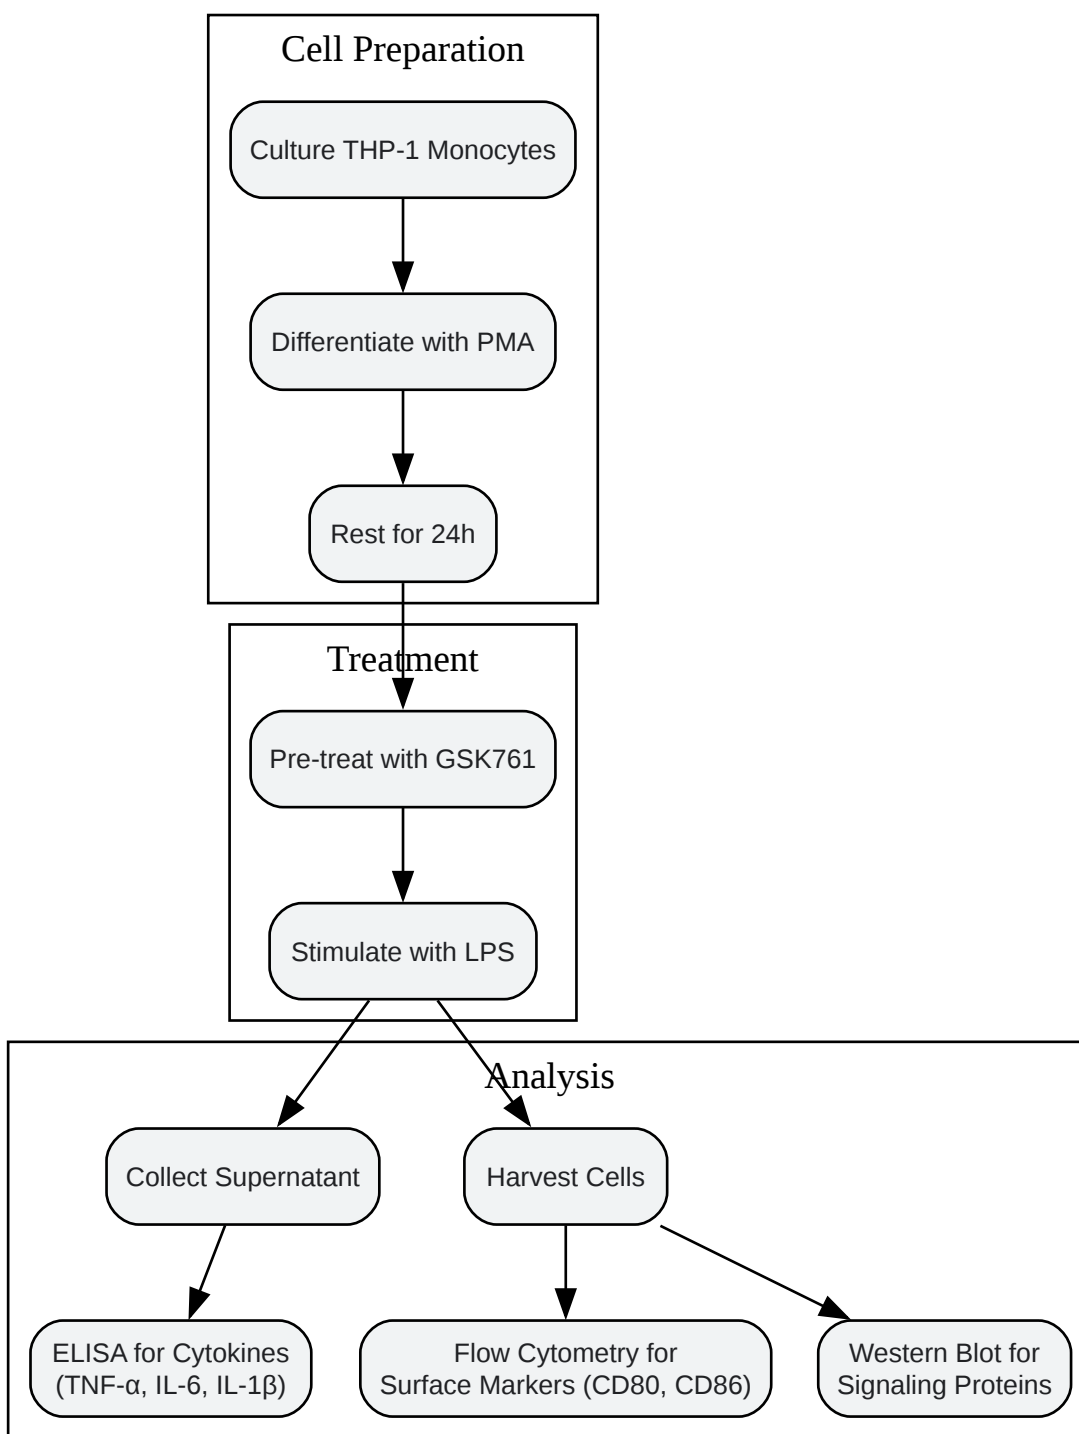 Cell Preparation
Culture THP-1 Monocytes
Differentiate with PMA
Rest for 24h
Treatment
Pre-treat with GSK761
Stimulate with LPS
Analysis
Collect Supernatant
Harvest Cells
ELISA for Cytokines
(TNF-α, IL-6, IL-1β)
Flow Cytometry for
Surface Markers (CD80, CD86)
Western Blot for
Signaling Proteins